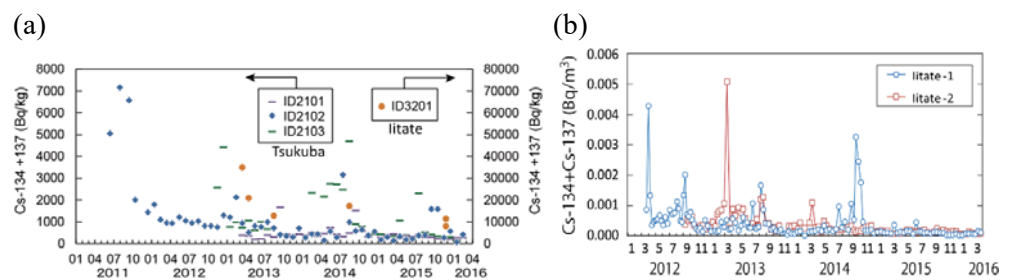 (a)
(b)
Cs-134 +137 (Bq/kg)
8000
7000
6000
5000
4000
3000
2000
1000
0
ID2101
ID2102
ID2103
Tsukuba
ID3201
Iitate
80000
70000
60000
50000
40000
30000
20000
10000
0
Cs-134 +137 (Bq/kg)
01 04 07 10 01 04 07 10 01 04 07 10 01 04 07 10 01 04 07 10 01 04
2011 2012 2013 2014 2015 2016
Cs-134+Cs-137 (Bq/m³)
0.006
0.005
0.004
0.003
0.002
0.001
0.000
Iitate-1
Iitate-2
1 3 5 7 9 11 1 3 5 7 9 11 1 3 5 7 9 11 1 3 5 7 9 11 1 3
2012 2013 2014 2015 2016